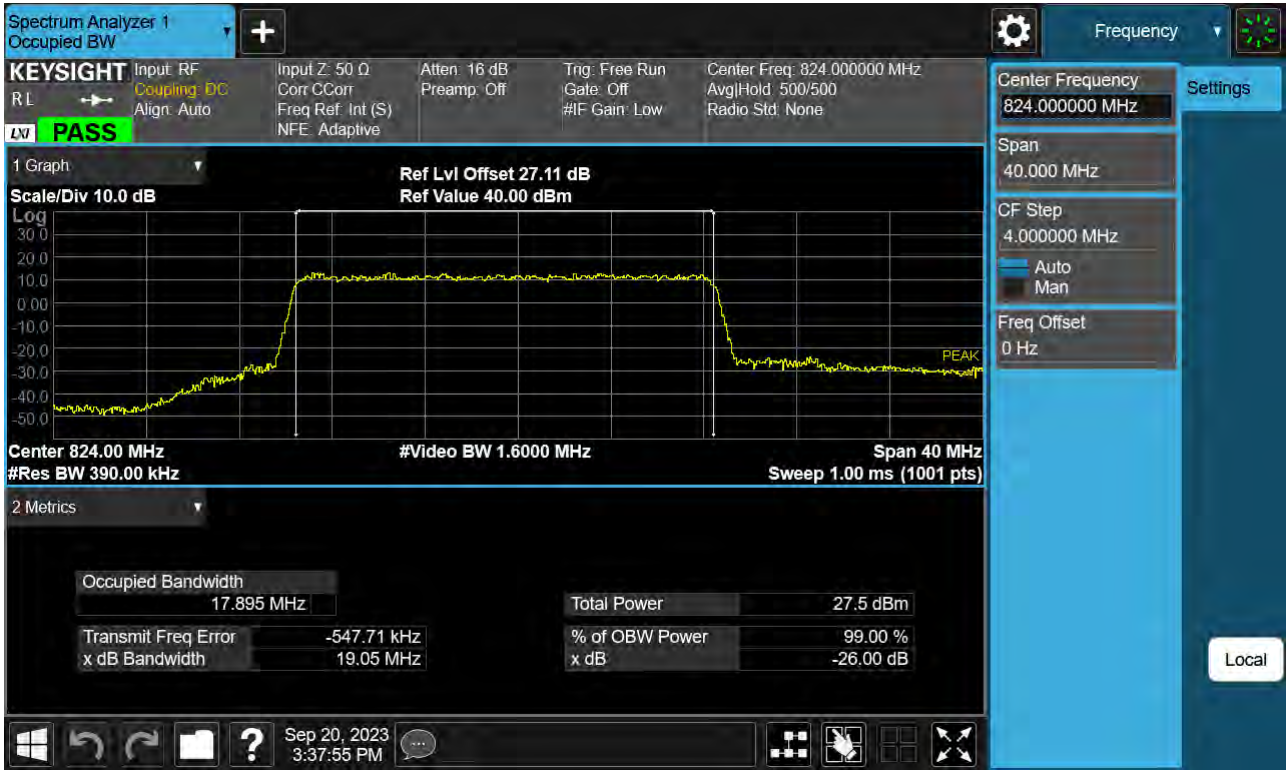 Spectrum Analyzer 1
Occupied BW
+
Frequency
KEYSIGHT
R L
LXI
PASS
Input: RF
Coupling: DC
Align: Auto
Input Z: 50 Ω
Corr CCorr
Freq Ref: Int (S)
NFE: Adaptive
Atten: 16 dB
Preamp: Off
Trig: Free Run
Gate: Off
#IF Gain: Low
Center Freq: 824.000000 MHz
Avg|Hold: 500/500
Radio Std: None
Center Frequency
824.000000 MHz
Settings
Span
40.000 MHz
CF Step
4.000000 MHz
Auto
Man
Freq Offset
0 Hz
1 Graph
Scale/Div 10.0 dB
Ref Lvl Offset 27.11 dB
Ref Value 40.00 dBm
Log
30.0
20.0
10.0
0.00
-10.0
-20.0
-30.0
-40.0
-50.0
PEAK
Center 824.00 MHz #Video BW 1.6000 MHz Span 40 MHz
#Res BW 390.00 kHz Sweep 1.00 ms (1001 pts)
2 Metrics
Occupied Bandwidth
17.895 MHz
Total Power 27.5 dBm
Transmit Freq Error -547.71 kHz % of OBW Power 99.00 %
x dB Bandwidth 19.05 MHz x dB -26.00 dB
Local
?
Sep 20, 2023
3:37:55 PM